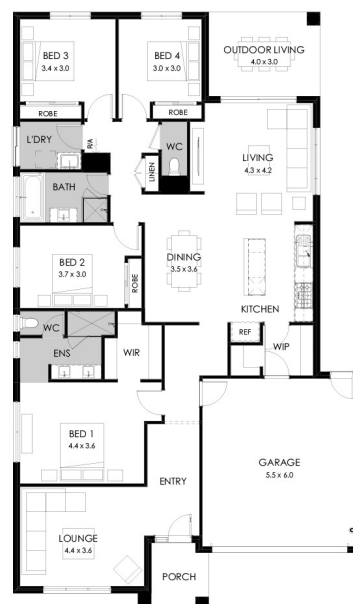 BED 3
3.4 x 3.0
BED 4
3.0 x 3.0
OUTDOOR LIVING
4.0 x 3.0
ROBE
ROBE
L'DRY
R/A
WC
LINEN
LIVING
4.3 x 4.2
BATH
BED 2
3.7 x 3.0
ROBE
DINING
3.5 x 3.6
KITCHEN
WC
ENS
WIR
REF
WIP
BED 1
4.4 x 3.6
GARAGE
5.5 x 6.0
ENTRY
LOUNGE
4.4 x 3.6
PORCH